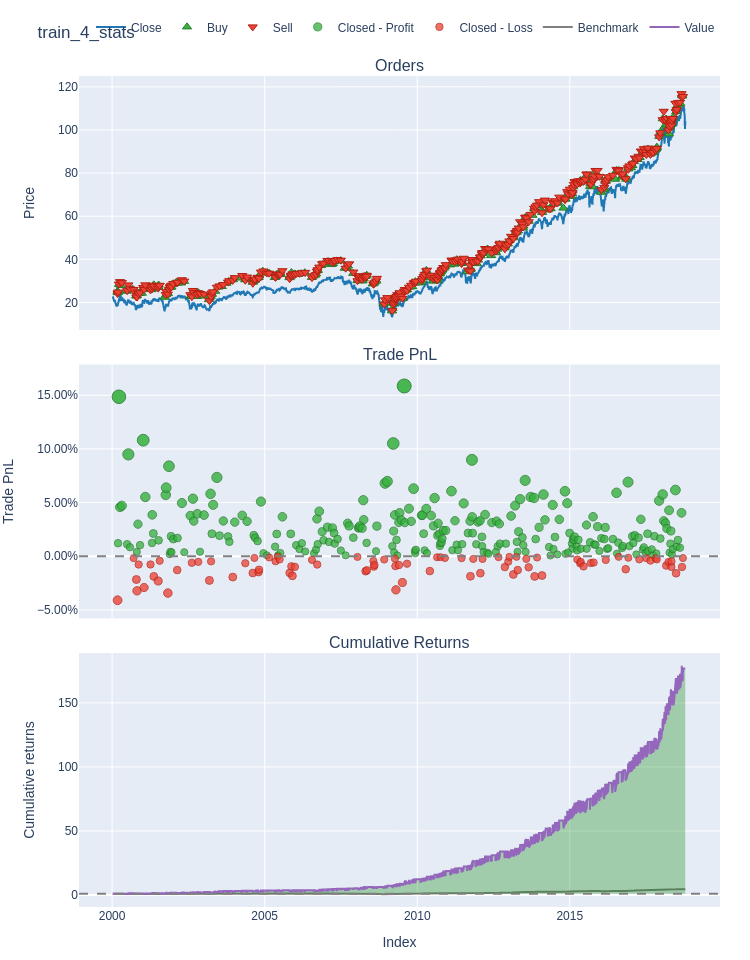 train_4_stats
Close Buy Sell Closed - Profit Closed - Loss Benchmark Value
Orders
120
100
80
60
40
20
Price
Trade PnL
15.00%
10.00%
5.00%
0.00%
−5.00%
Trade PnL
Cumulative Returns
150
100
50
0
Cumulative returns
2000 2005 2010 2015
Index